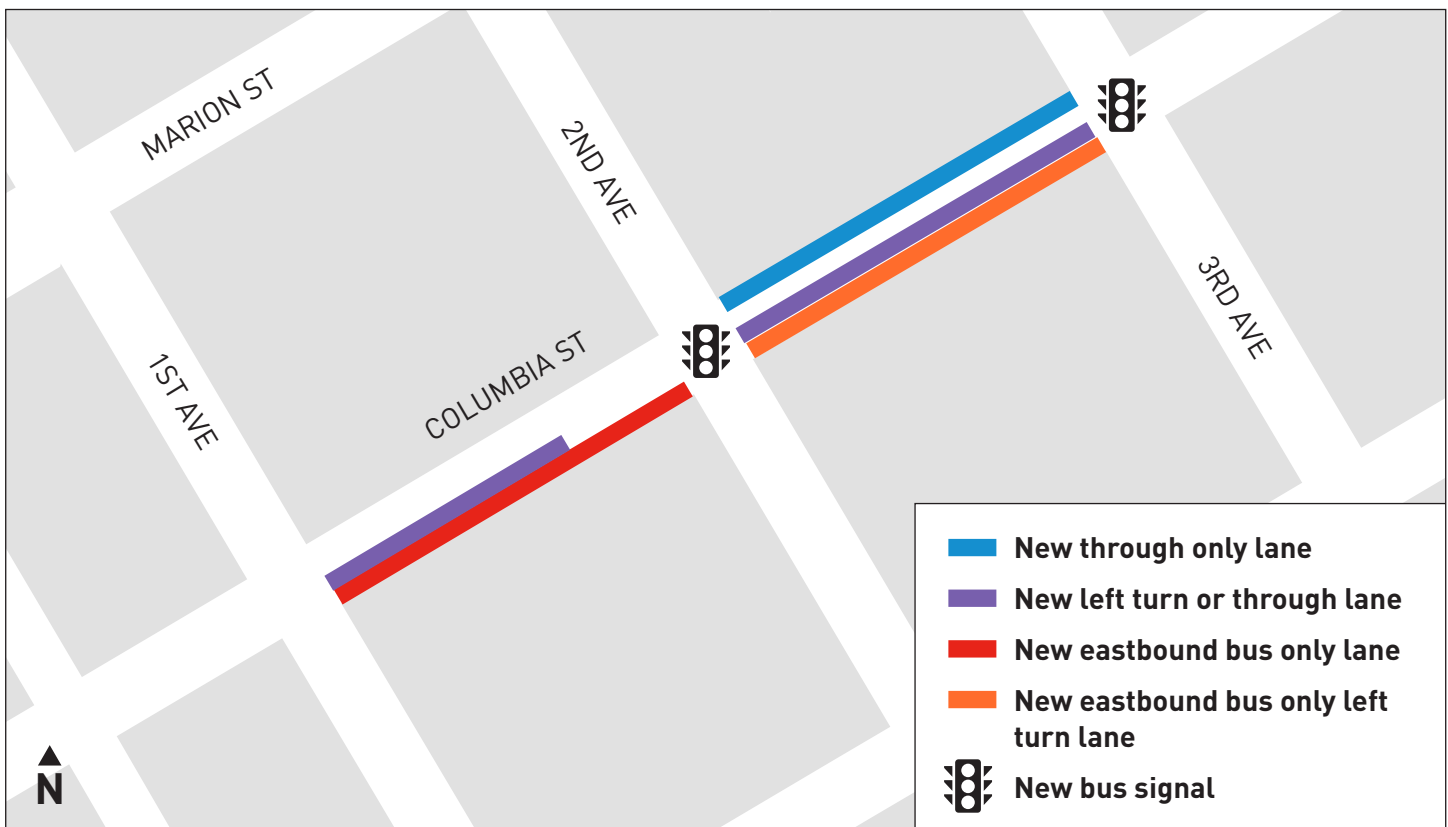 MARION ST
2ND AVE
3RD AVE
1ST AVE
COLUMBIA ST
New through only lane
New left turn or through lane
New eastbound bus only lane
New eastbound bus only left
turn lane
New bus signal
N